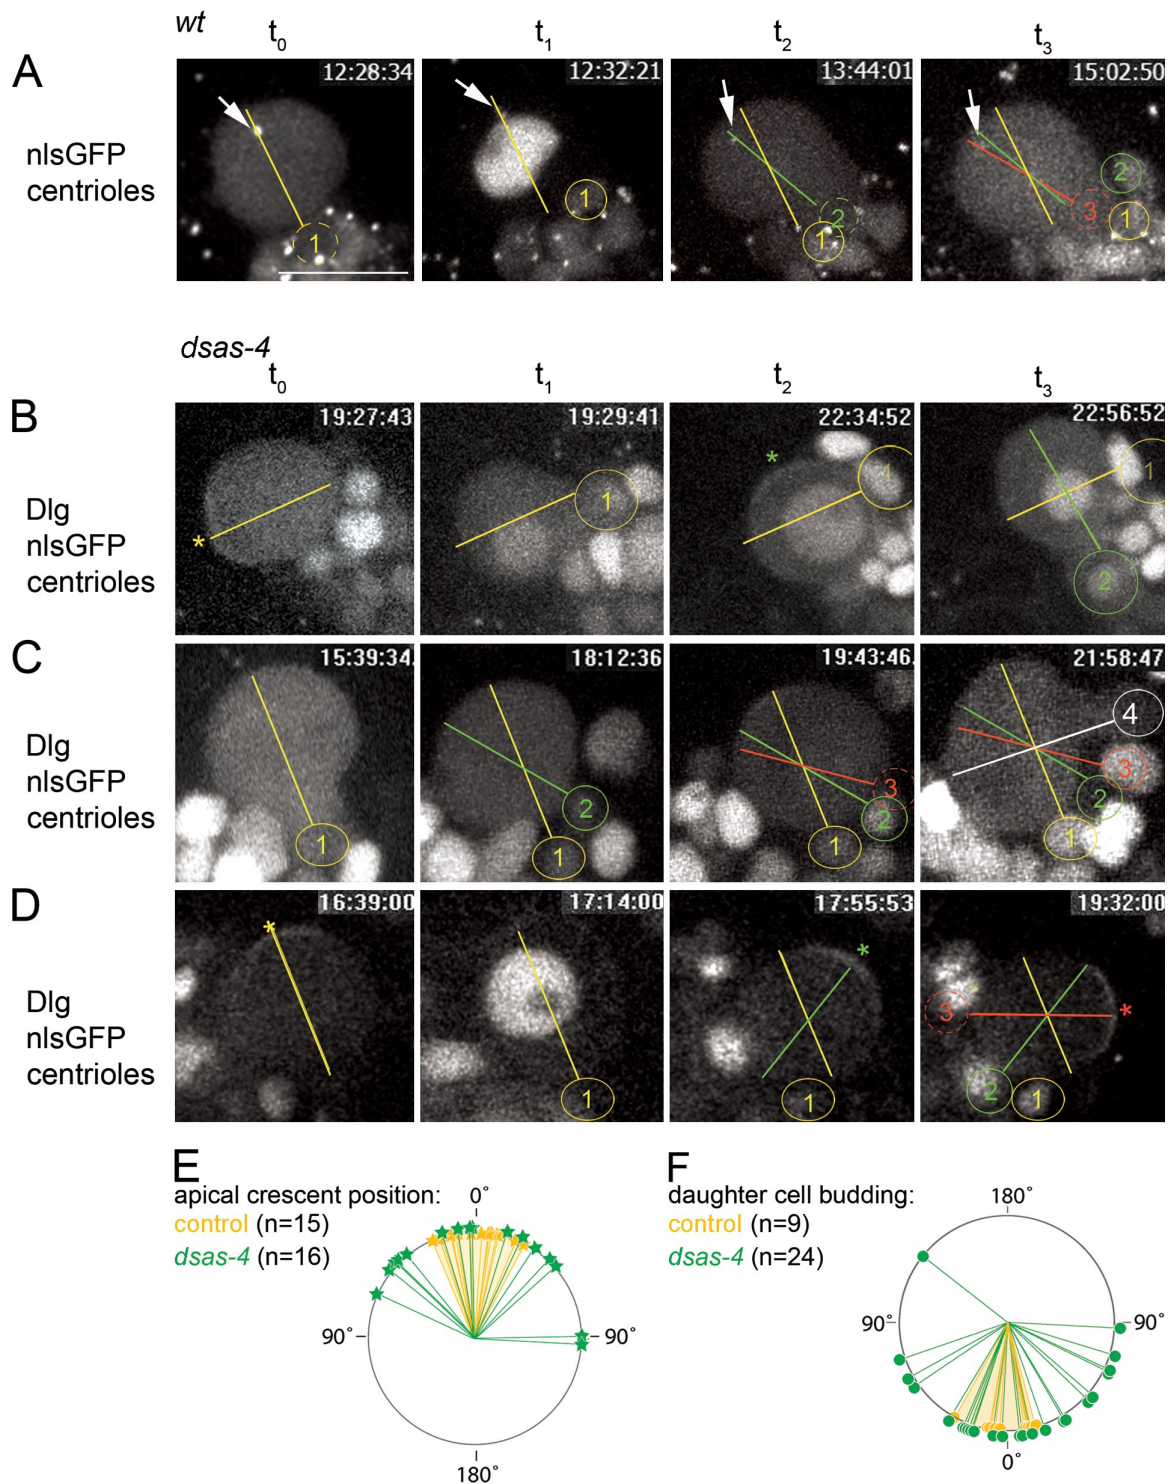 wt
t0 t1 t2 t3
A
12:28:34 12:32:21 13:44:01 15:02:50
nlsGFP
centrioles
1 1 1 2 1 2 3
dsas-4
t0 t1 t2 t3
B
19:27:43 19:29:41 22:34:52 22:56:52
Dlg
nlsGFP
centrioles
* 1 * 1 1 2
C
15:39:34 18:12:36 19:43:46 21:58:47
Dlg
nlsGFP
centrioles
1 2 1 3 2 1 4 3 2 1
D
16:39:00 17:14:00 17:55:53 19:32:00
Dlg
nlsGFP
centrioles
* 1 * 1 3 * 2 1
E
apical crescent position:
control (n=15)
dsas-4 (n=16)
0°
90° 90°
180°
F
daughter cell budding:
control (n=9)
dsas-4 (n=24)
180°
90° 90°
0°